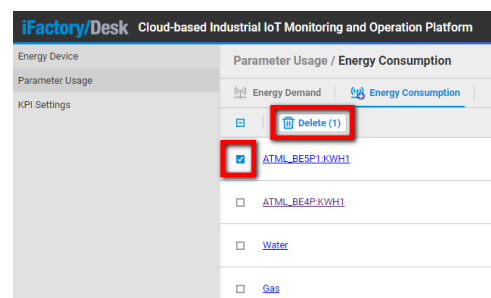 iFactory/Desk Cloud-based Industrial IoT Monitoring and Operation Platform
Energy Device
Parameter Usage
KPI Settings
Parameter Usage / Energy Consumption
Energy Demand Energy Consumption
Delete (1)
ATML_BE5P1:KWH1
ATML_BE4P:KWH1
Water
Gas